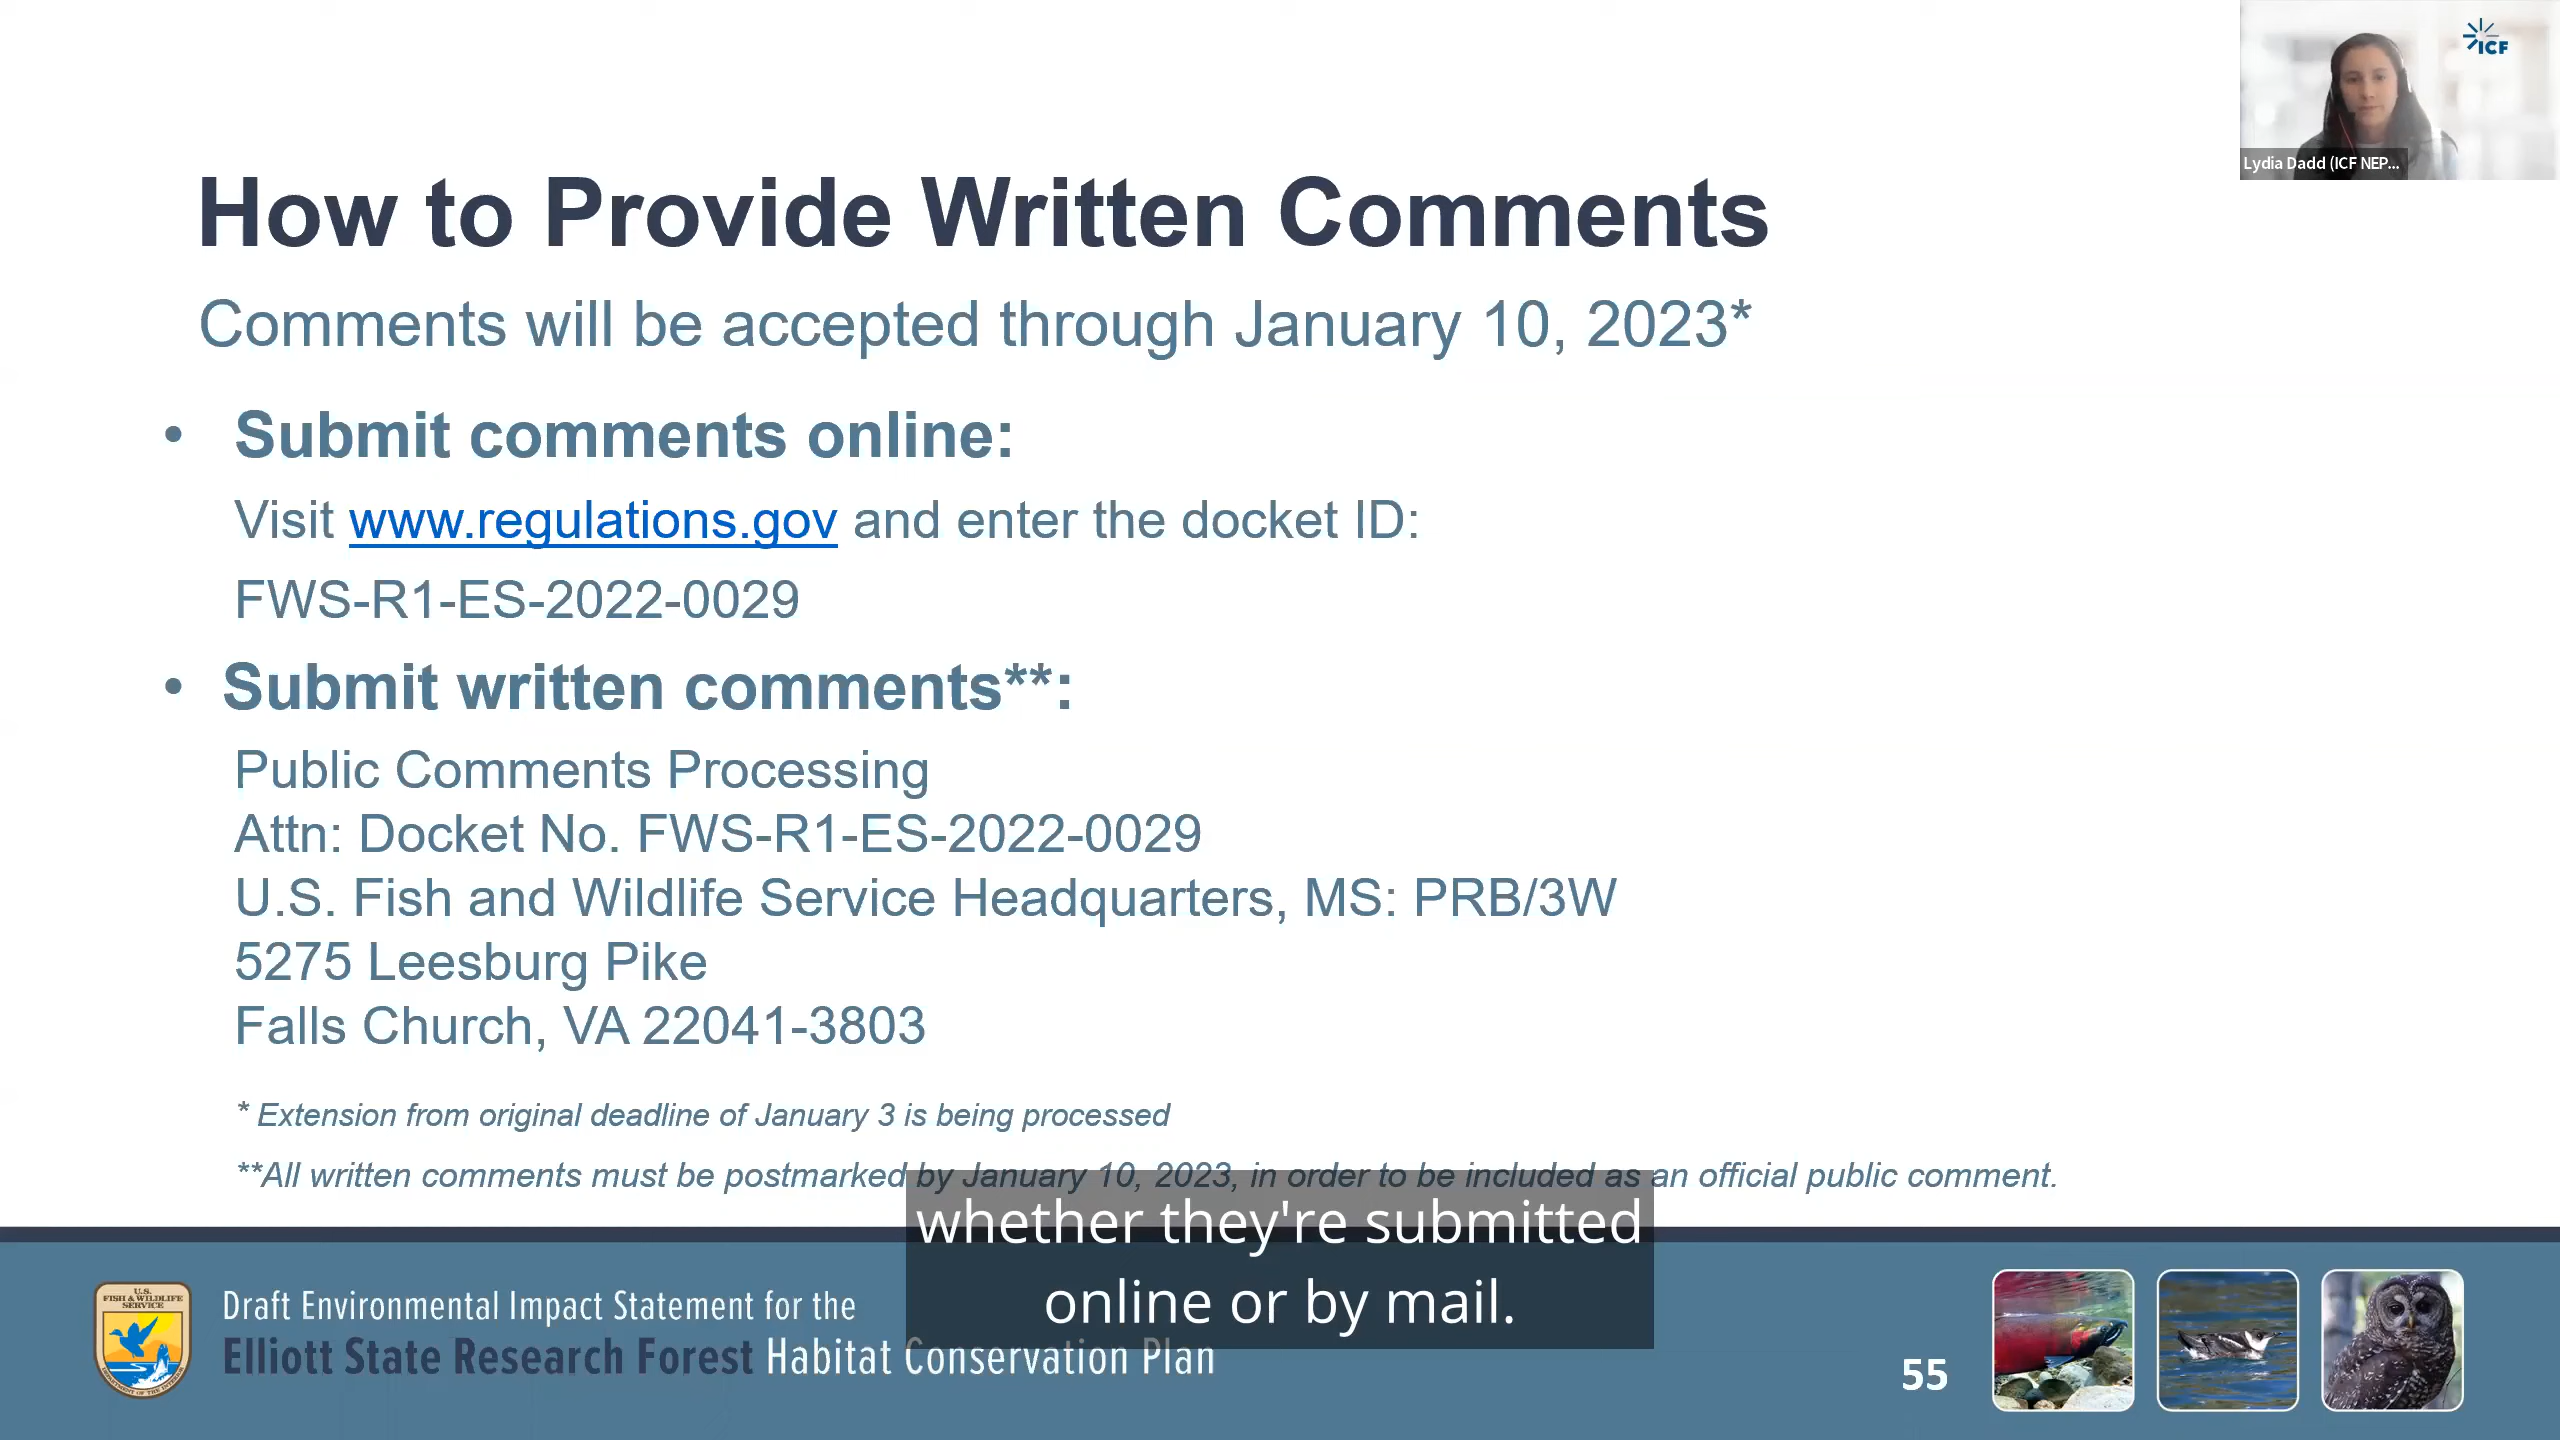 ICF
Lydia Dadd (ICF NEP...
How to Provide Written Comments
Comments will be accepted through January 10, 2023*
• Submit comments online:
Visit www.regulations.gov and enter the docket ID:
FWS-R1-ES-2022-0029
• Submit written comments**:
Public Comments Processing
Attn: Docket No. FWS-R1-ES-2022-0029
U.S. Fish and Wildlife Service Headquarters, MS: PRB/3W
5275 Leesburg Pike
Falls Church, VA 22041-3803
* Extension from original deadline of January 3 is being processed
**All written comments must be postmarked by January 10, 2023, in order to be included as an official public comment.
whether they're submitted
online or by mail.
U.S.
FISH & WILDLIFE
SERVICE
DEPARTMENT OF THE INTERIOR
Draft Environmental Impact Statement for the
Elliott State Research Forest Habitat Conservation Plan
55